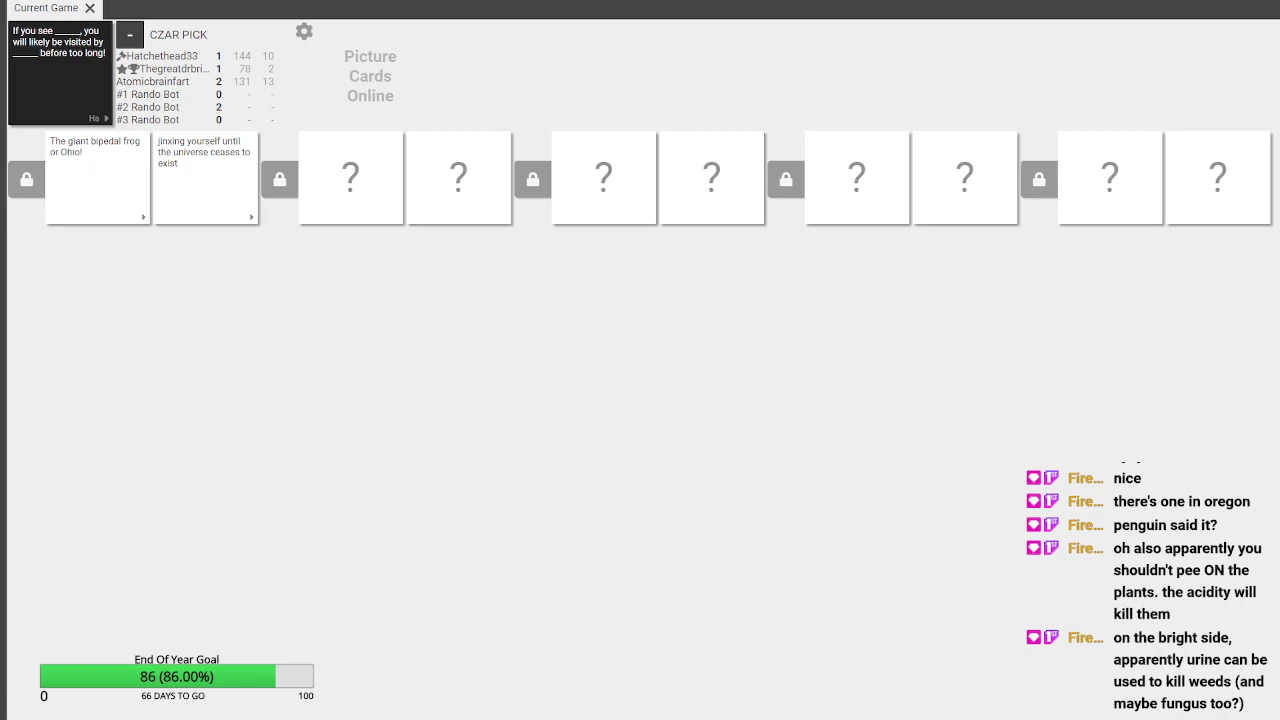 Current Game
If you see _____, you
will likely be visited by
_____ before too long!
Ha
-
CZAR PICK
Hatchethead33 1 144 10
Thegreatdrbri... 1 78 2
Atomicbrainfart 2 131 13
#1 Rando Bot 0 - -
#2 Rando Bot 2 - -
#3 Rando Bot 0 - -
Picture
Cards
Online
The giant bipedal frog
or Ohio!
jinxing yourself until
the universe ceases to
exist
? ? ? ? ? ? ? ?
Fire... nice
Fire... there's one in oregon
Fire... penguin said it?
Fire... oh also apparently you
shouldn't pee ON the
plants. the acidity will
kill them
Fire... on the bright side,
apparently urine can be
used to kill weeds (and
maybe fungus too?)
End Of Year Goal
86 (86.00%)
0 66 DAYS TO GO 100